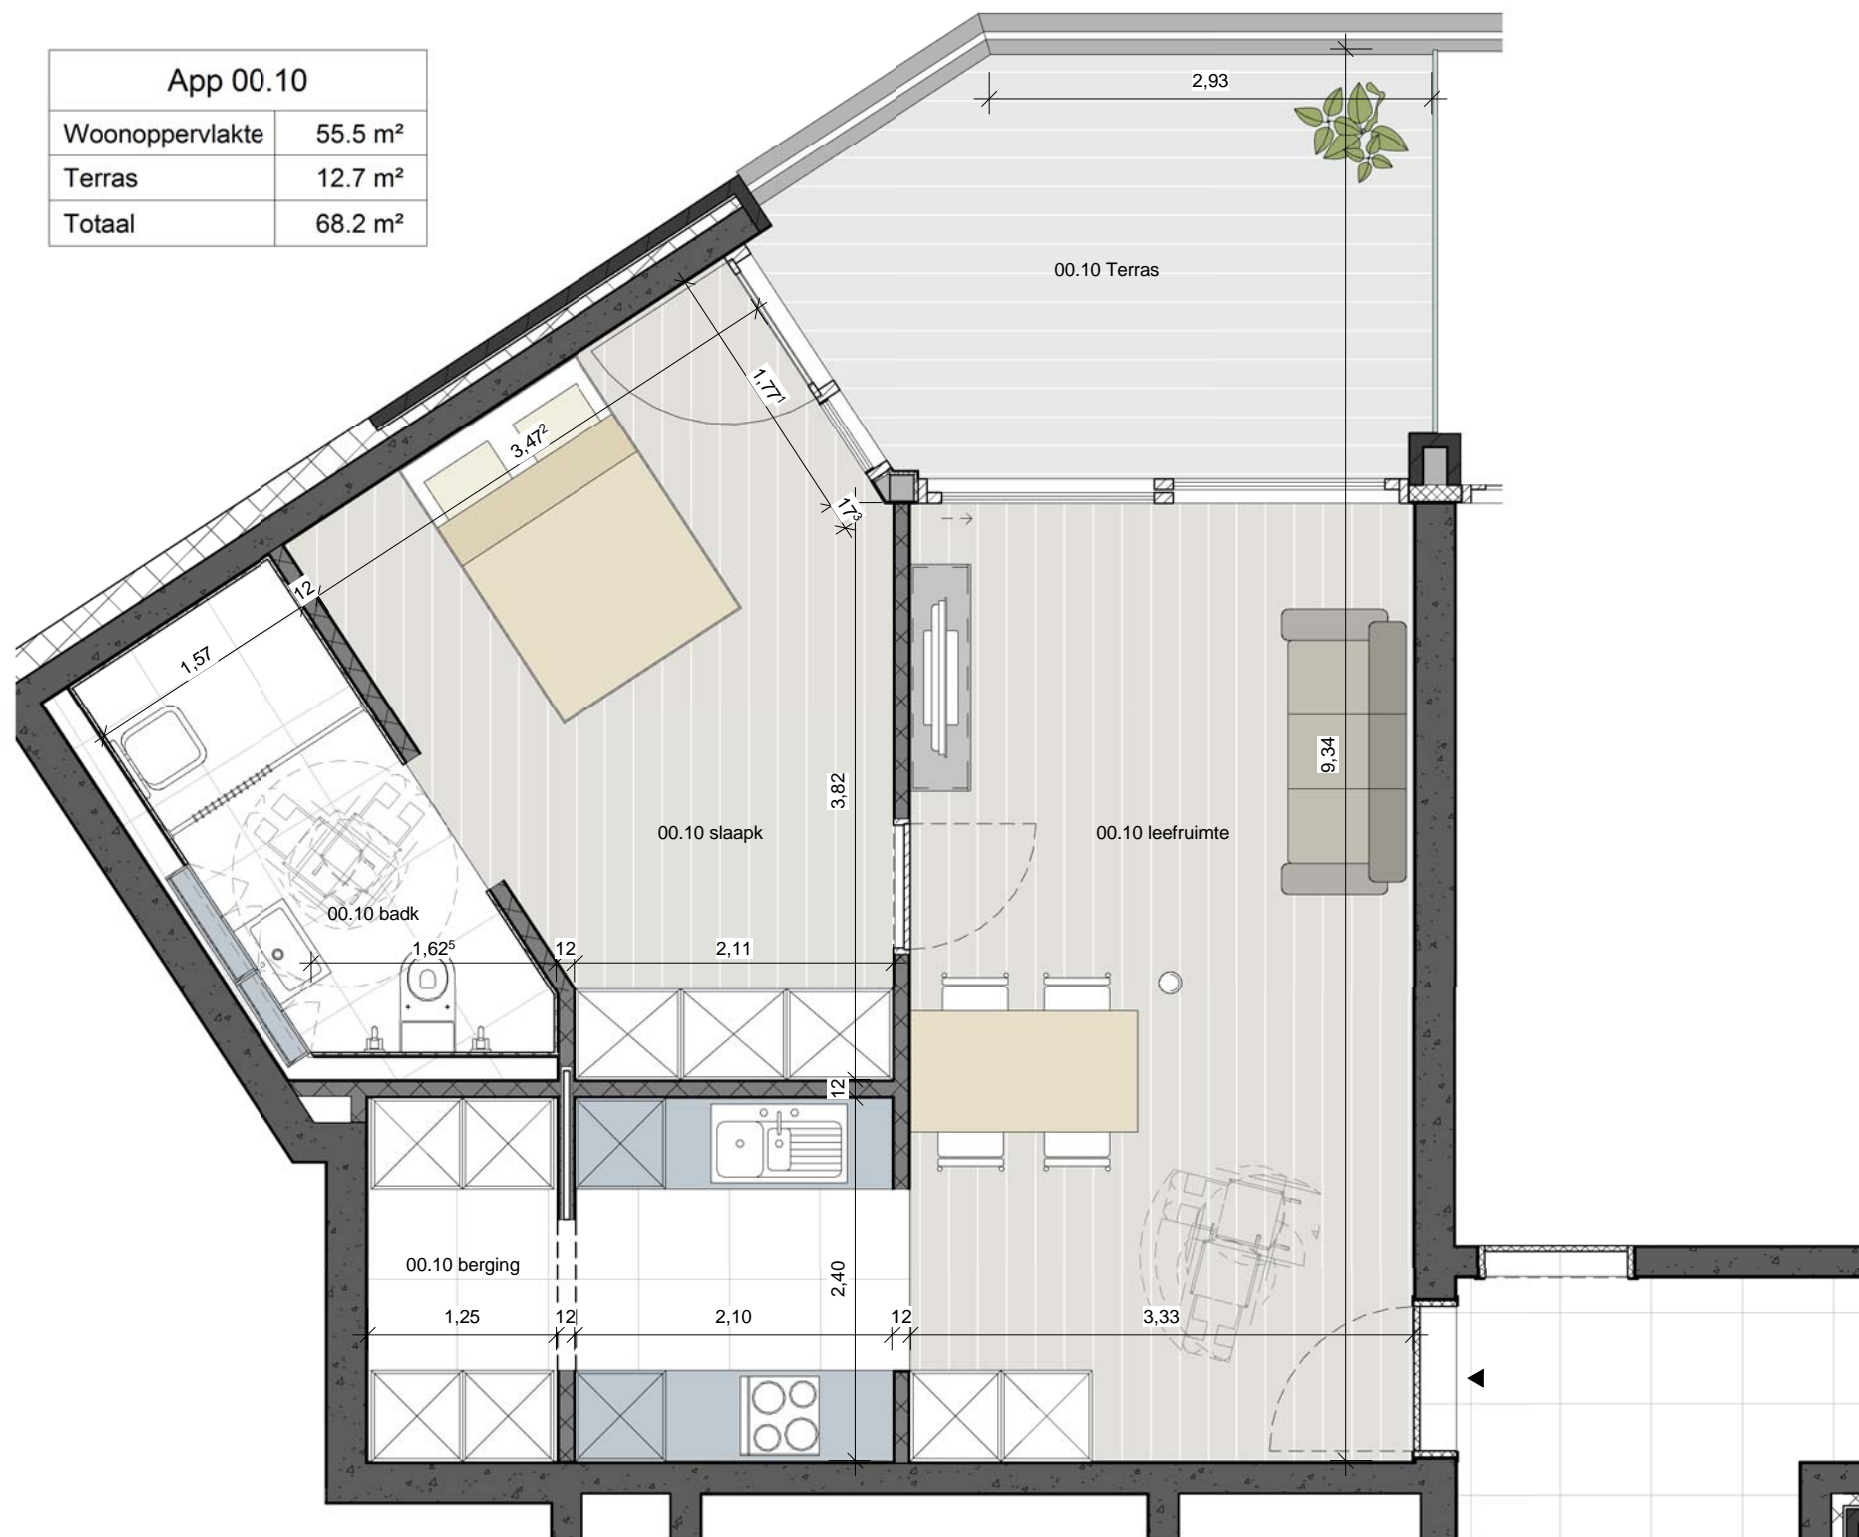 App 00.10
Woonoppervlakte 55.5 m²
Terras 12.7 m²
Totaal 68.2 m²
2,93
00.10 Terras
1,77¹
3,47²
17³
12
1,57
9,34
3,82
00.10 slaapk
00.10 leefruimte
00.10 badk
1,62⁵
12
2,11
12
00.10 berging
2,40
1,25
12
2,10
12
3,33